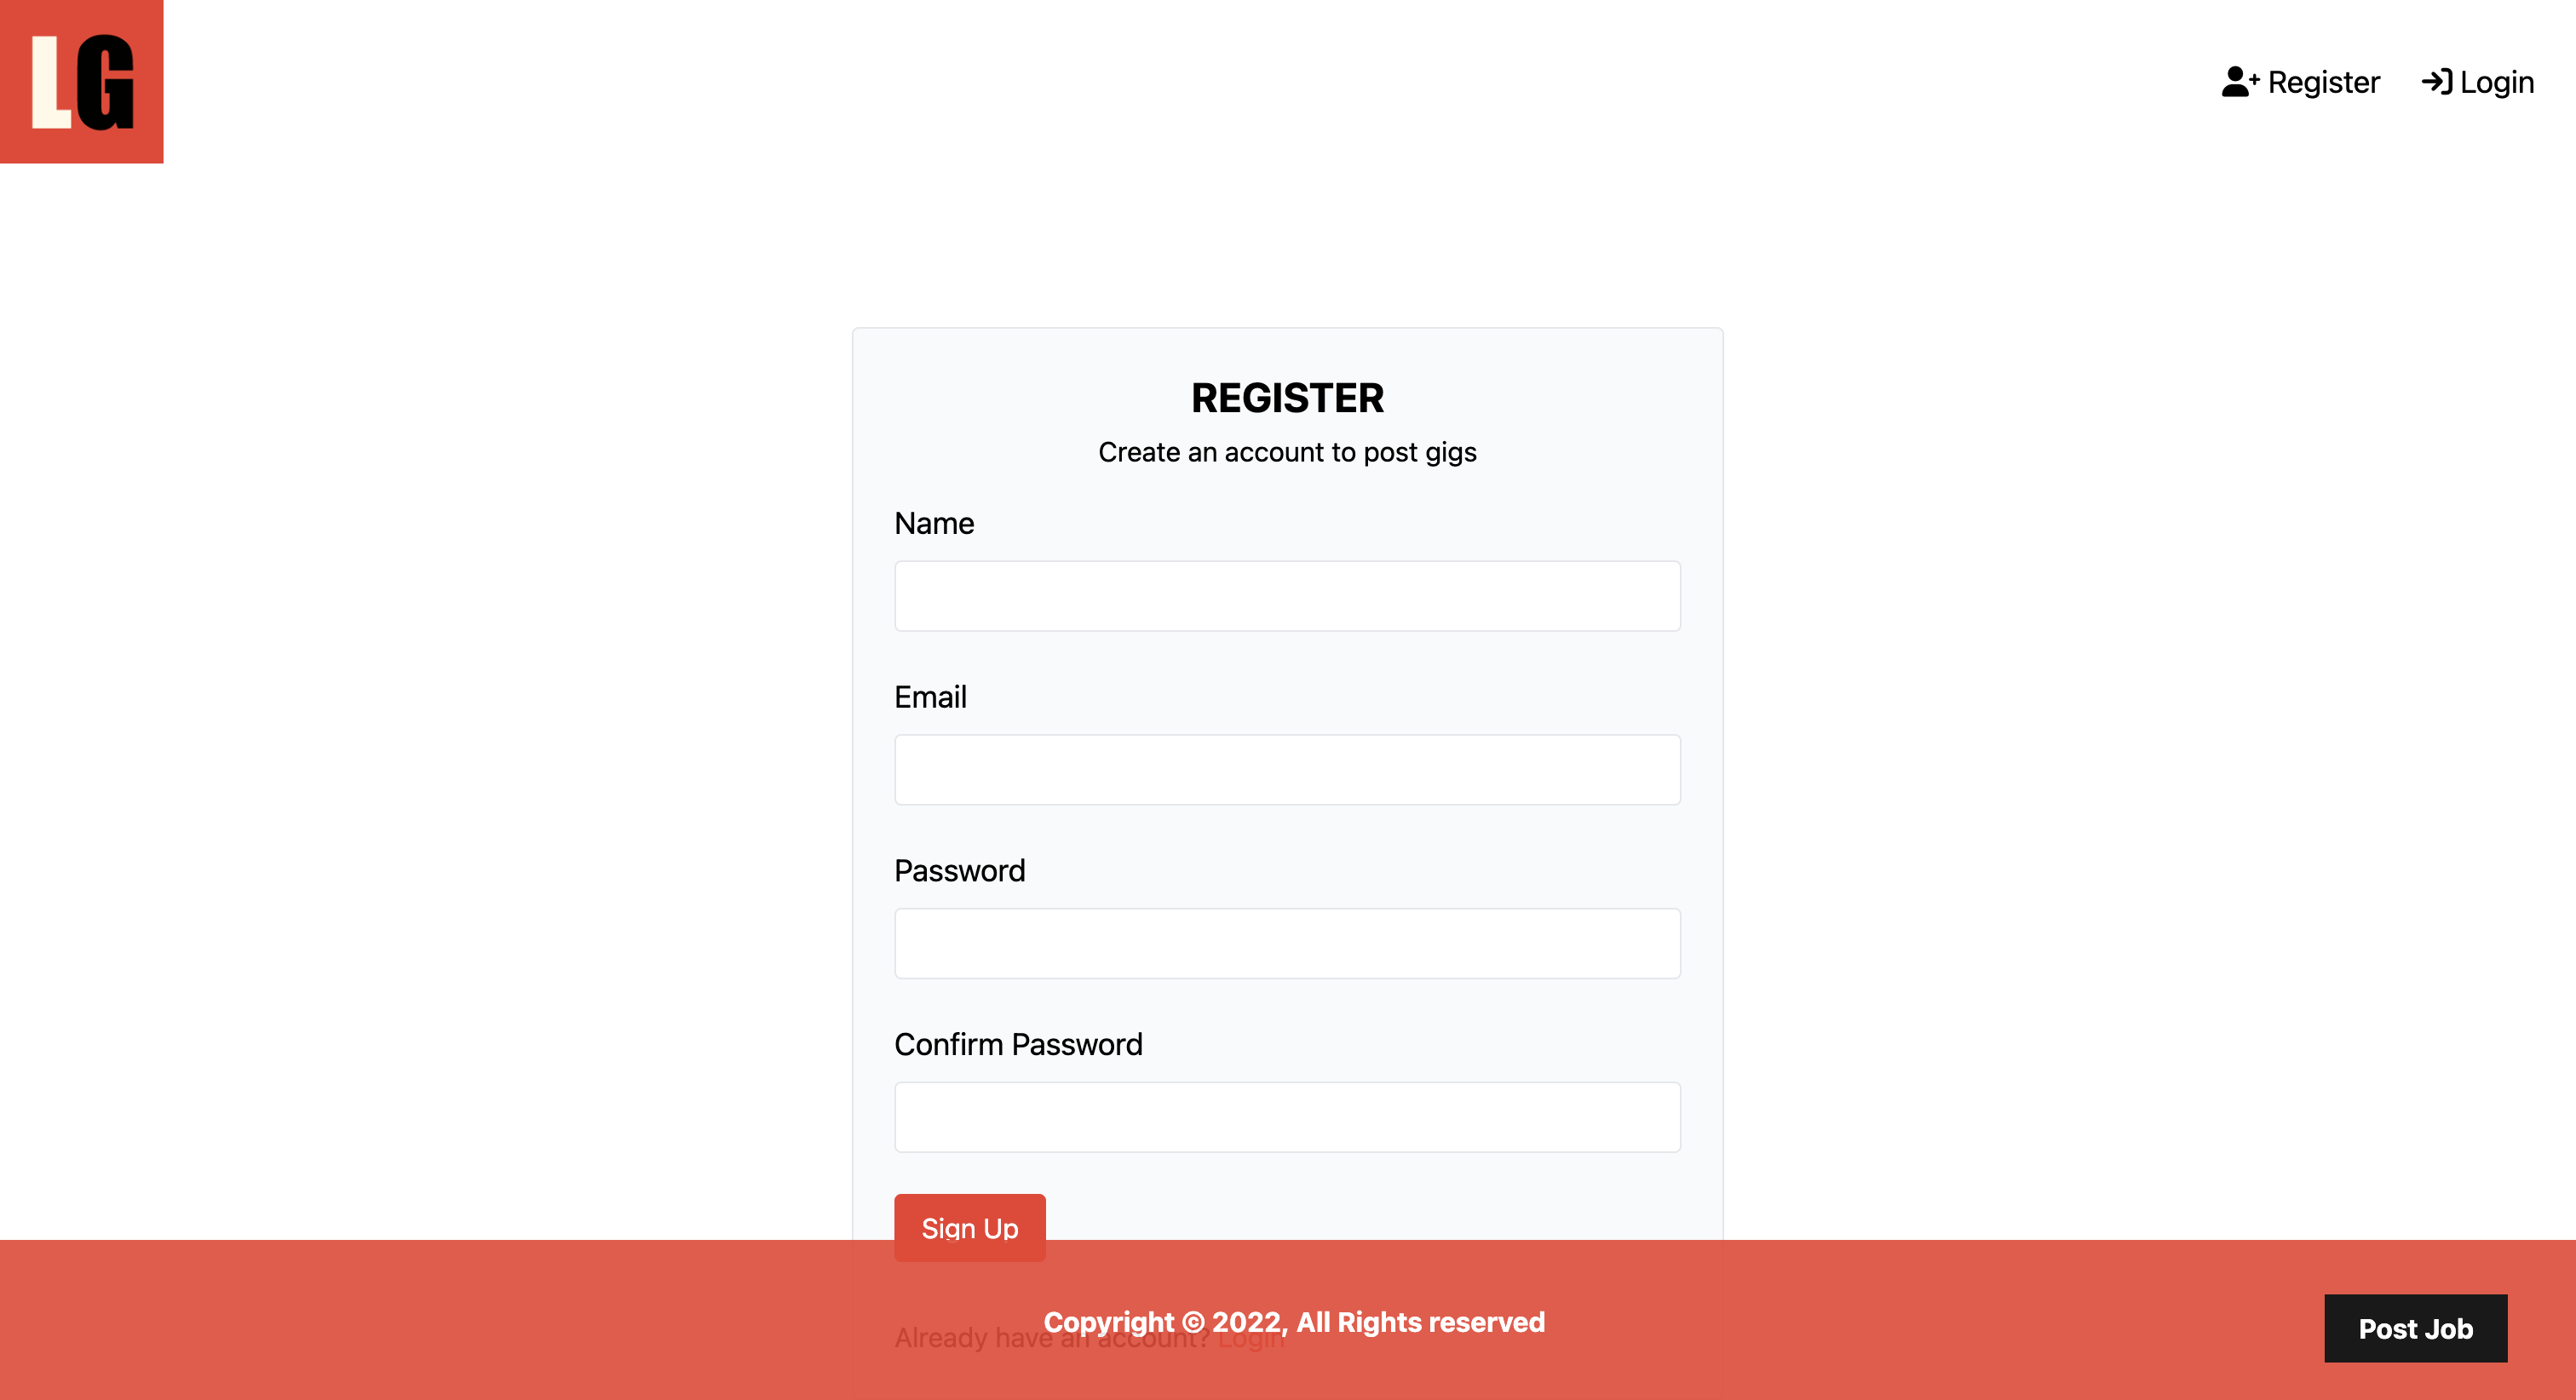 LG
Register
Login
REGISTER
Create an account to post gigs
Name
Email
Password
Confirm Password
Sign Up
Copyright © 2022, All Rights reserved
Already have an account? Login
Post Job